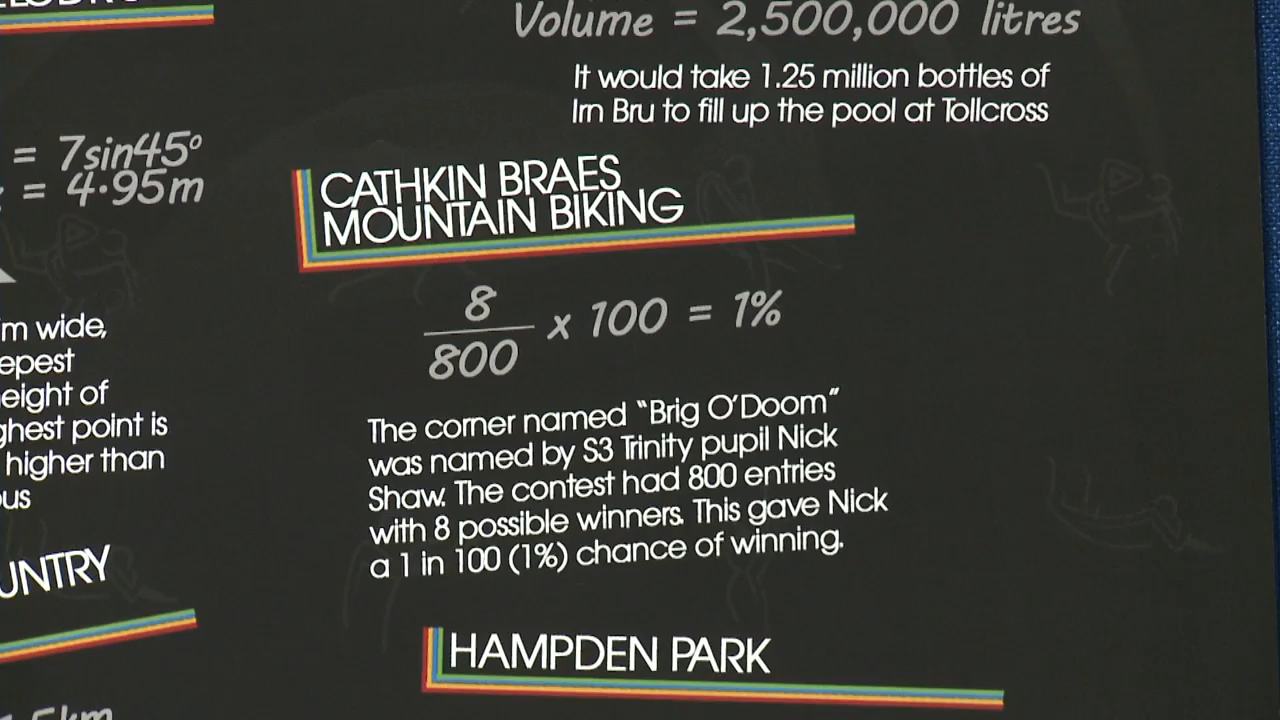 Volume = 2,500,000 litres
It would take 1.25 million bottles of
Irn Bru to fill up the pool at Tollcross
= 7sin45°
= 4.95m
CATHKIN BRAES
MOUNTAIN BIKING
8
800
x 100 = 1%
m wide,
epest
eight of
ghest point is
higher than
ous
The corner named “Brig O’Doom”
was named by S3 Trinity pupil Nick
Shaw. The contest had 800 entries
with 8 possible winners. This gave Nick
a 1 in 100 (1%) chance of winning.
UNTRY
HAMPDEN PARK
5km